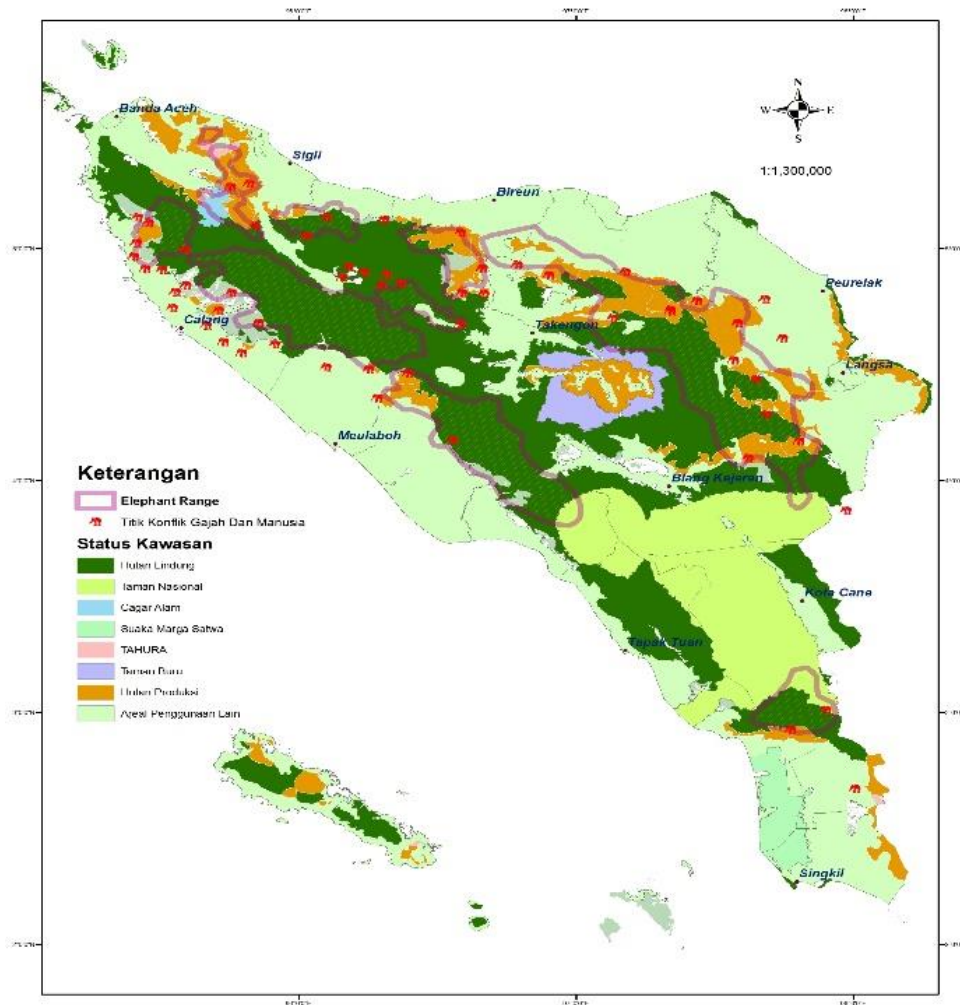 N
W E
S
1:1,300,000
Banda Aceh
Sigli
Bireun
Peurelak
Takengon
Calang
Langsa
Meulaboh
Blang Kejeren
Kota Cane
Tapak Tuan
Singkil
Keterangan
Elephant Range
Titik Konflik Gajah Dan Manusia
Status Kawasan
Hutan Lindung
Taman Nasional
Cagar Alam
Suaka Marga Satwa
TAHURA
Taman Buru
Hutan Produksi
Areal Penggunaan Lain